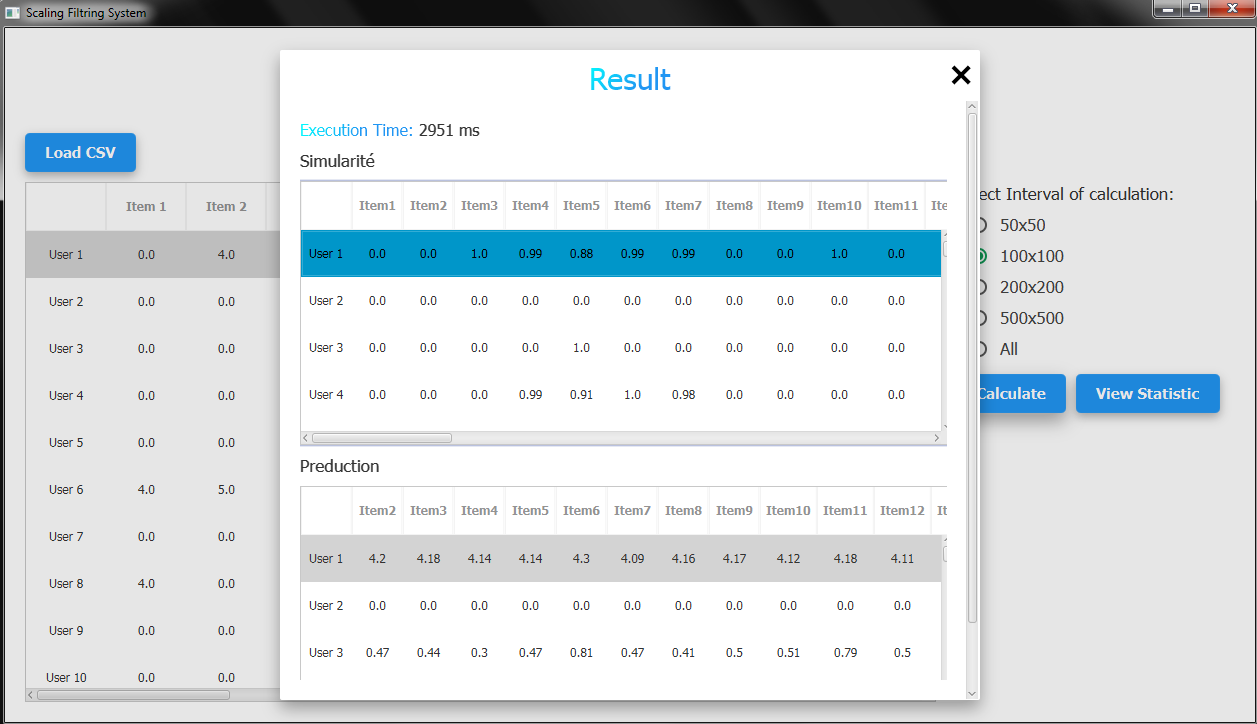 Scaling Filtring System
Result
Execution Time: 2951 ms
Simularité
Item1 Item2 Item3 Item4 Item5 Item6 Item7 Item8 Item9 Item10 Item11 Ite
User 1 0.0 0.0 1.0 0.99 0.88 0.99 0.99 0.0 0.0 1.0 0.0
User 2 0.0 0.0 0.0 0.0 0.0 0.0 0.0 0.0 0.0 0.0 0.0
User 3 0.0 0.0 0.0 0.0 1.0 0.0 0.0 0.0 0.0 0.0 0.0
User 4 0.0 0.0 0.0 0.99 0.91 1.0 0.98 0.0 0.0 0.0 0.0
Preduction
Item2 Item3 Item4 Item5 Item6 Item7 Item8 Item9 Item10 Item11 Item12 It
User 1 4.2 4.18 4.14 4.14 4.3 4.09 4.16 4.17 4.12 4.18 4.11
User 2 0.0 0.0 0.0 0.0 0.0 0.0 0.0 0.0 0.0 0.0 0.0
User 3 0.47 0.44 0.3 0.47 0.81 0.47 0.41 0.5 0.51 0.79 0.5
Load CSV
Item 1 Item 2
User 1 0.0 4.0
User 2 0.0 0.0
User 3 0.0 0.0
User 4 0.0 0.0
User 5 0.0 0.0
User 6 4.0 5.0
User 7 0.0 0.0
User 8 4.0 0.0
User 9 0.0 0.0
User 10 0.0 0.0
ect Interval of calculation:
50x50
100x100
200x200
500x500
All
Calculate
View Statistic